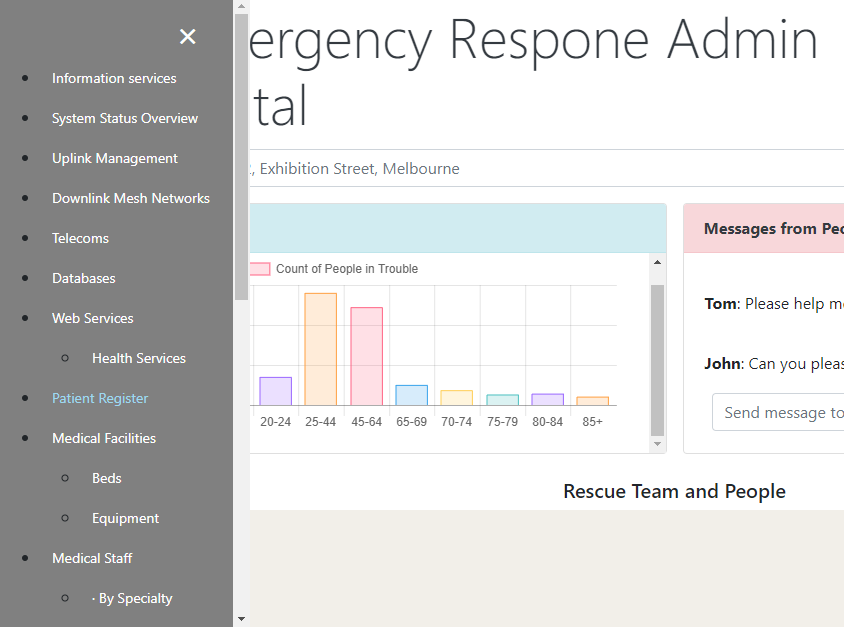 ×
Information services
System Status Overview
Uplink Management
Downlink Mesh Networks
Telecoms
Databases
Web Services
Health Services
Patient Register
Medical Facilities
Beds
Equipment
Medical Staff
· By Specialty
ergency Respone Admin
tal
, Exhibition Street, Melbourne
Count of People in Trouble
20-24 25-44 45-64 65-69 70-74 75-79 80-84 85+
Messages from Peo
Tom: Please help m
John: Can you pleas
Send message to
Rescue Team and People